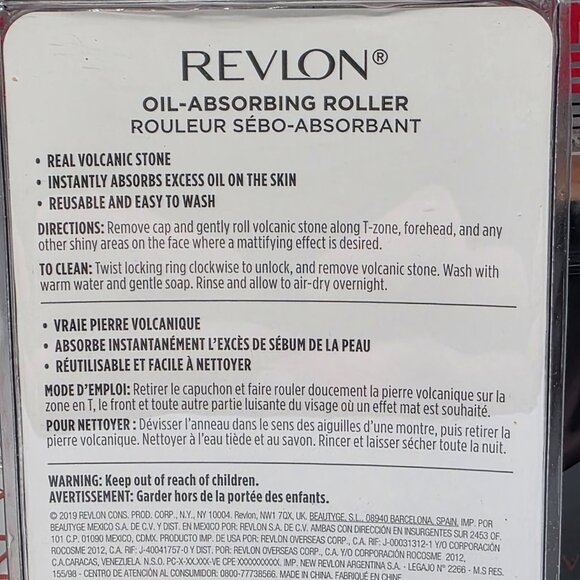 REVLON®
OIL-ABSORBING ROLLER
ROULEUR SÉBO-ABSORBANT
• REAL VOLCANIC STONE
• INSTANTLY ABSORBS EXCESS OIL ON THE SKIN
• REUSABLE AND EASY TO WASH
DIRECTIONS: Remove cap and gently roll volcanic stone along T-zone, forehead, and any
other shiny areas on the face where a mattifying effect is desired.
TO CLEAN: Twist locking ring clockwise to unlock, and remove volcanic stone. Wash with
warm water and gentle soap. Rinse and allow to air-dry overnight.
• VRAIE PIERRE VOLCANIQUE
• ABSORBE INSTANTANÉMENT L'EXCÈS DE SÉBUM DE LA PEAU
• RÉUTILISABLE ET FACILE À NETTOYER
MODE D'EMPLOI: Retirer le capuchon et faire rouler doucement la pierre volcanique sur la
zone en T, le front et toute autre partie luisante du visage où un effet mat est souhaité.
POUR NETTOYER : Dévisser l'anneau dans le sens des aiguilles d'une montre, puis retirer la
pierre volcanique. Nettoyer à l'eau tiède et au savon. Rincer et laisser sécher toute la nuit.
WARNING: Keep out of reach of children.
AVERTISSEMENT: Garder hors de la portée des enfants.
© 2019 REVLON CONS. PROD. CORP., N.Y., NY 10004. Revlon, NW1 7QX, UK, BEAUTYGE, S.L., 08940 BARCELONA, SPAIN. IMP. POR
BEAUTYGE MEXICO S.A. DE C.V. Y DIST. EN MEXICO POR: REVLON S.A. DE C.V. AMBAS CON DIRECCIÓN EN INSURGENTES SUR 2453 OF.
101 C.P. 01090 MEXICO, CDMX. PRODUCTO IMP. DE USA POR: REVLON OVERSEAS CORP., C.A. RIF: J-00031312-1 Y/O CORPORACIÓN
ROCOSME 2012, C.A. RIF: J-40041757-0 Y DIST: POR: REVLON OVERSEAS CORP., C.A. Y/O CORPORACIÓN ROCOSME 2012,
C.A.CARACAS, VENEZUELA. N.S.O. PC-X-XX.XXX-VE CPE XXXXXXXXX. IMP. NEW REVLON ARGENTINA S.A. - LEGAJO N° 2266 - M.S RES.
155/98 - CENTRO DE ATENCIÓN AL CONSUMIDOR: 0800-77738566. MADE IN CHINA. FABRIQUÉ EN CHINE